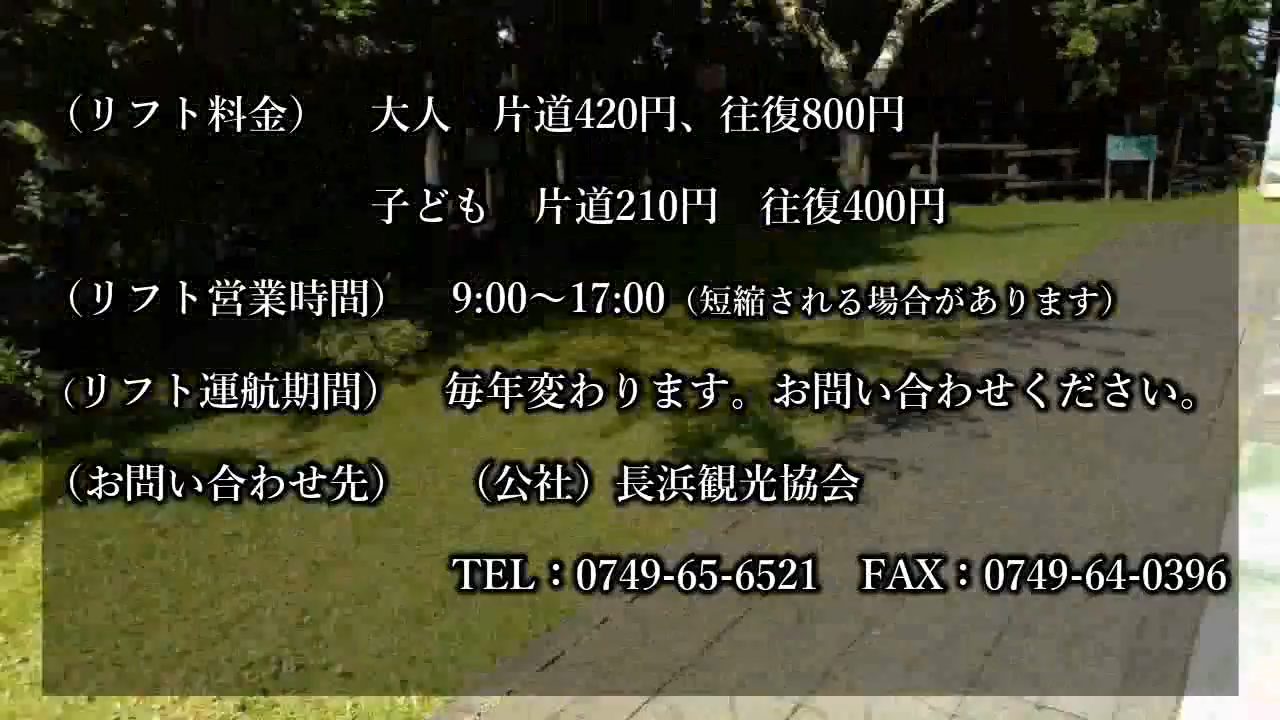 （リフト料金）　大人　片道420円、往復800円
子ども　片道210円　往復400円
（リフト営業時間）　9:00～17:00（短縮される場合があります）
（リフト運航期間）　毎年変わります。お問い合わせください。
（お問い合わせ先）　（公社）長浜観光協会
TEL：0749-65-6521　FAX：0749-64-0396